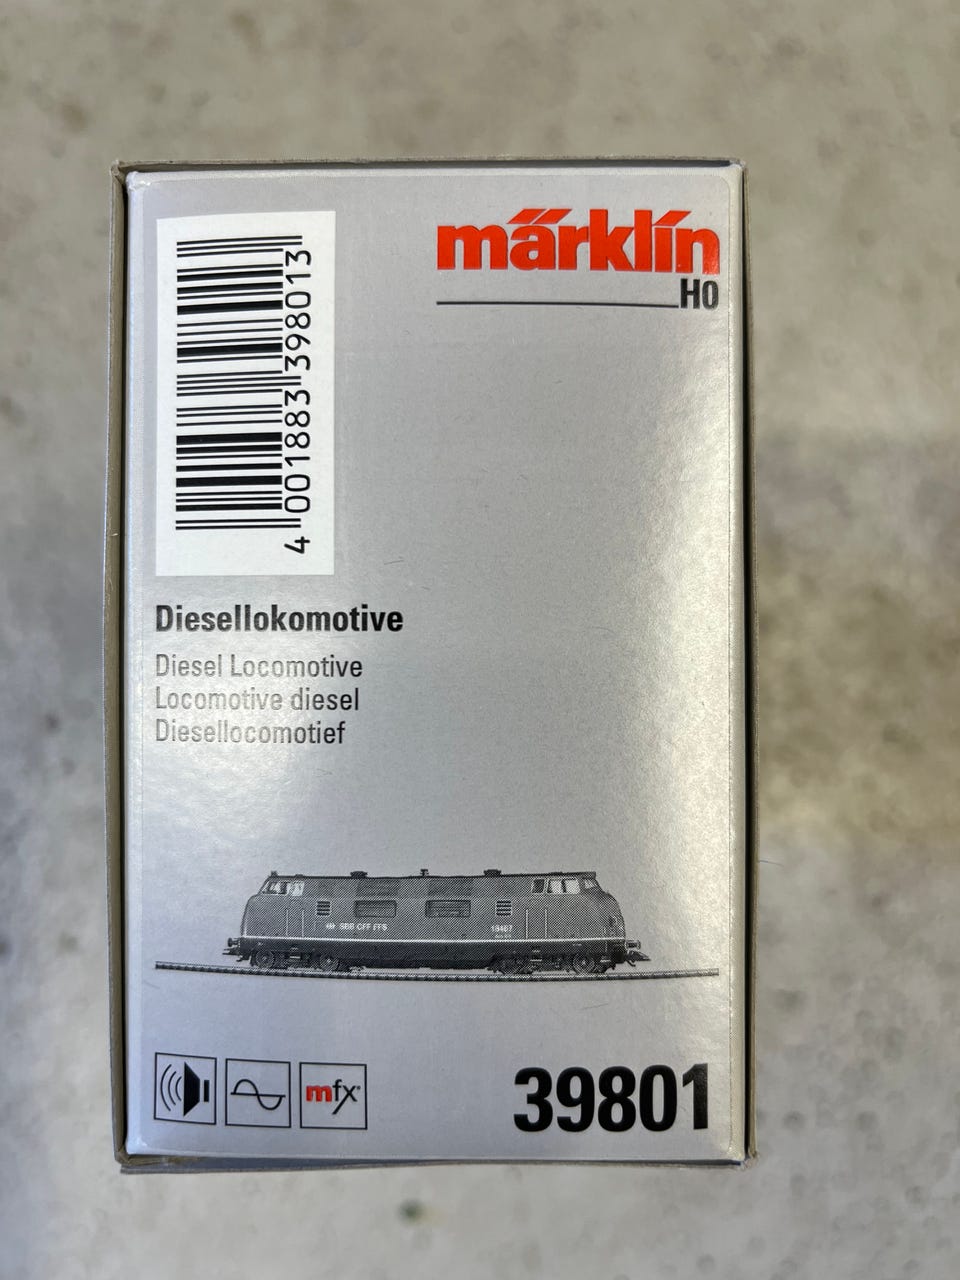 märklin
H0
4 001883 398013
Diesellokomotive
Diesel Locomotive
Locomotive diesel
Diesellocomotief
SBB CFF FFS
18467
mfx
39801